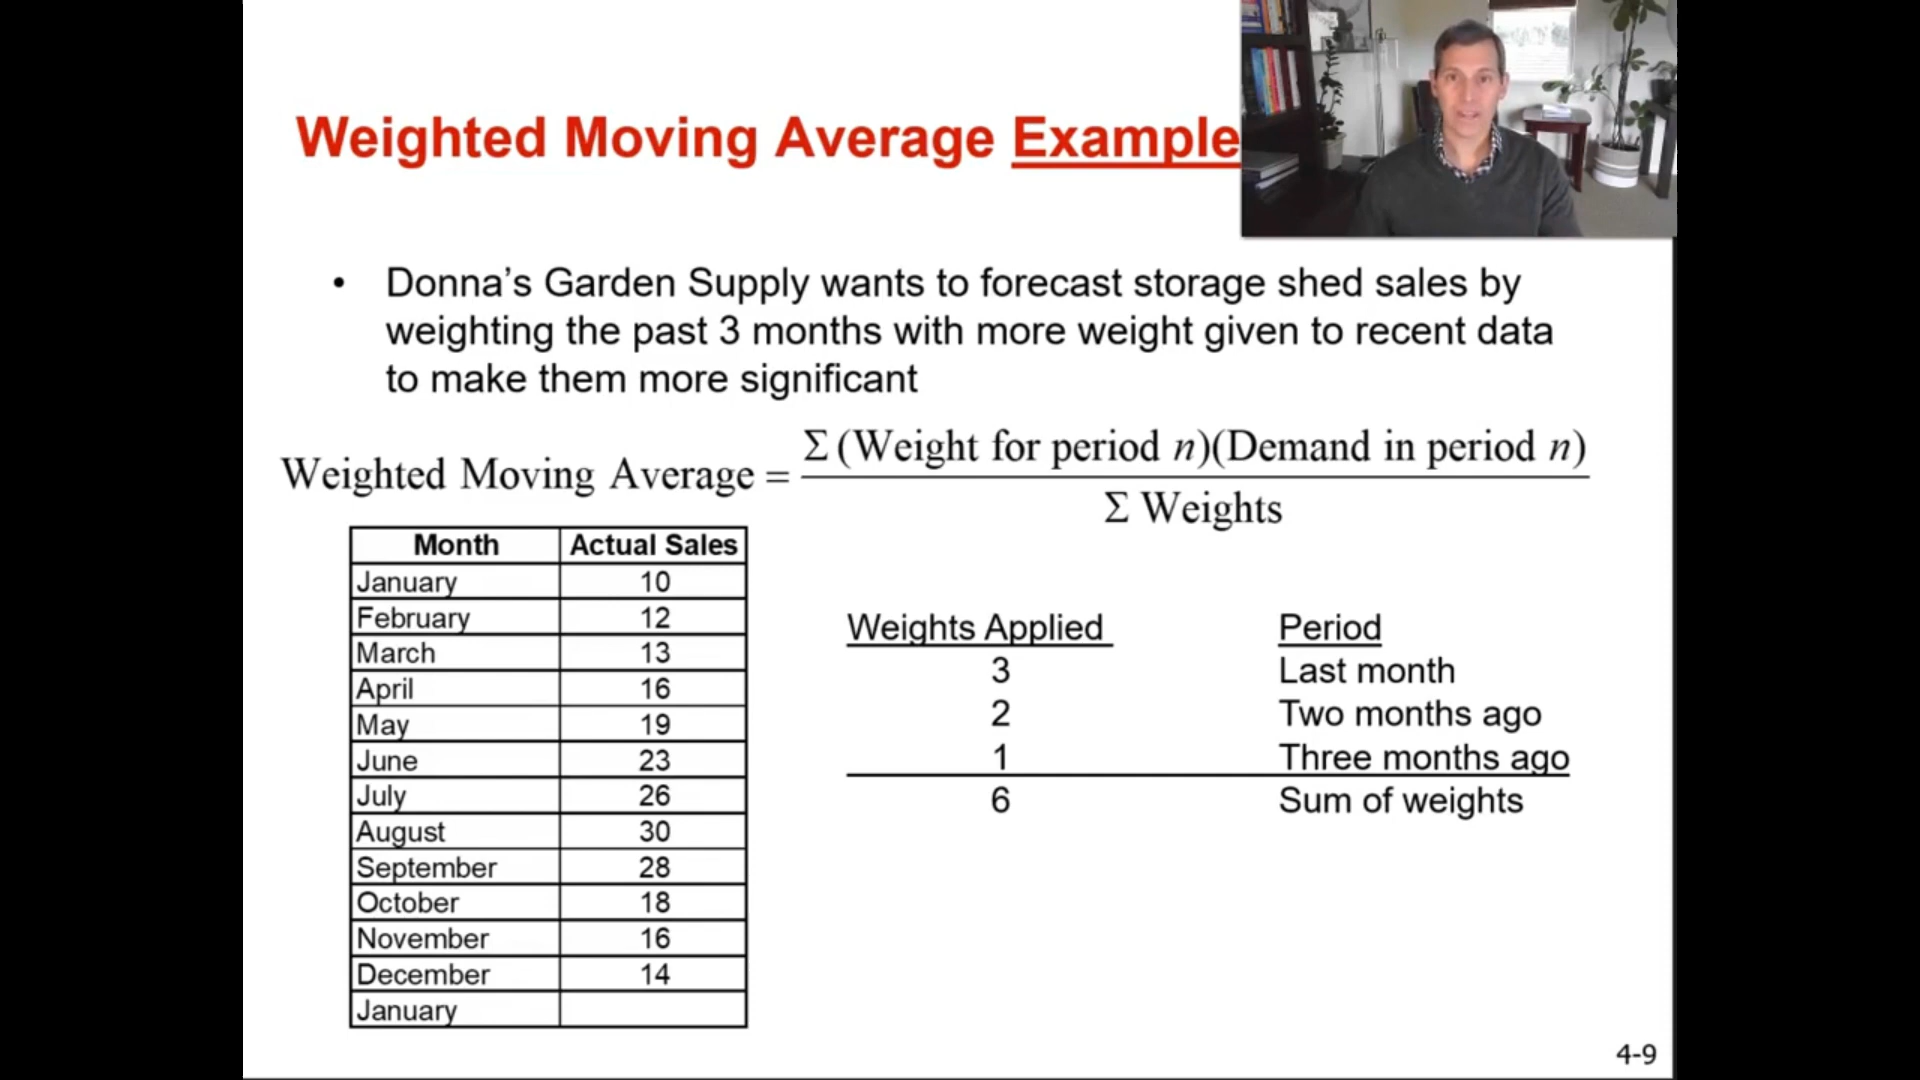 Weighted Moving Average Example
• Donna's Garden Supply wants to forecast storage shed sales by
weighting the past 3 months with more weight given to recent data
to make them more significant
Weighted Moving Average = Σ (Weight for period n)(Demand in period n)
Σ Weights
Month Actual Sales
January 10
February 12
March 13
April 16
May 19
June 23
July 26
August 30
September 28
October 18
November 16
December 14
January
Weights Applied Period
3 Last month
2 Two months ago
1 Three months ago
6 Sum of weights
4-9